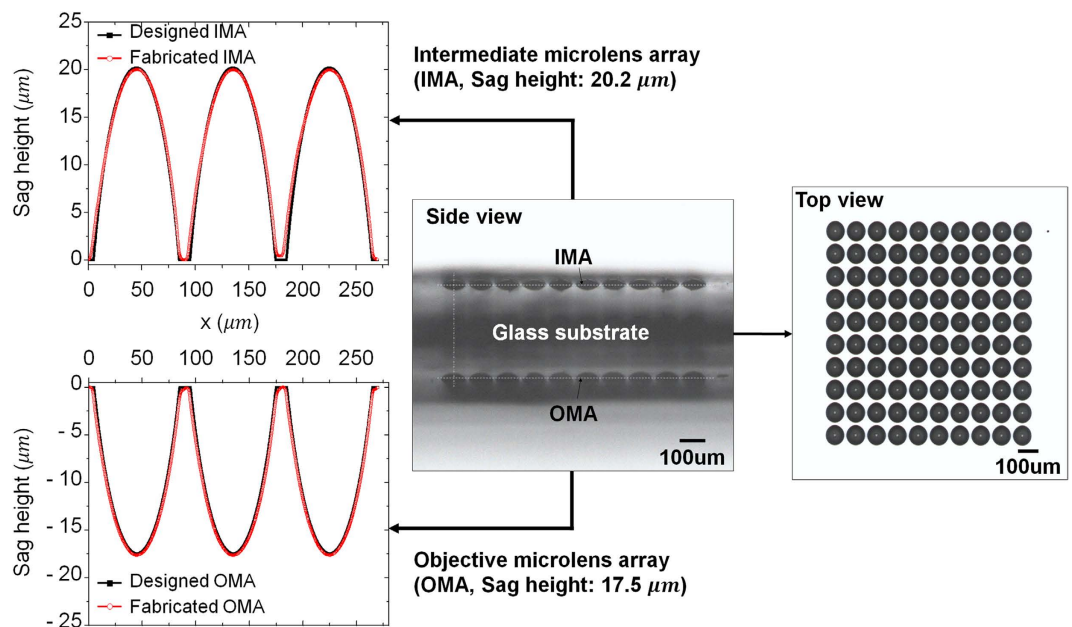 Designed IMA
Fabricated IMA
Sag height (μm)
25
20
15
10
5
0
0 50 100 150 200 250
x (μm)
0 50 100 150 200 250
Sag height (μm)
0
- 5
- 10
- 15
- 20
- 25
Designed OMA
Fabricated OMA
Intermediate microlens array
(IMA, Sag height: 20.2 μm)
Side view
IMA
Glass substrate
OMA
100um
Objective microlens array
(OMA, Sag height: 17.5 μm)
Top view
100um